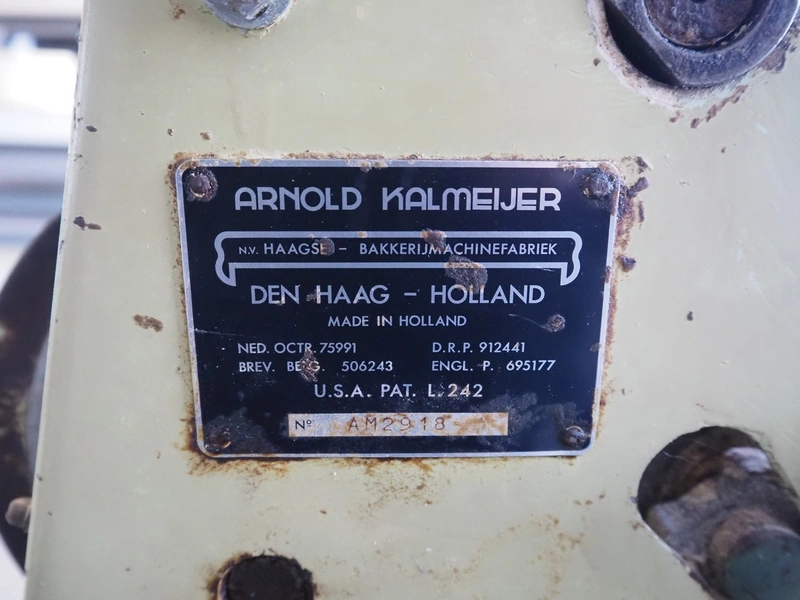 ARNOLD KALMEIJER
N.V. HAAGSE - BAKKERIJMACHINEFABRIEK
DEN HAAG - HOLLAND
MADE IN HOLLAND
NED. OCTR. 75991 D.R.P. 912441
BREV. BELG. 506243 ENGL. P. 695177
U.S.A. PAT. L. 242
No AM2918